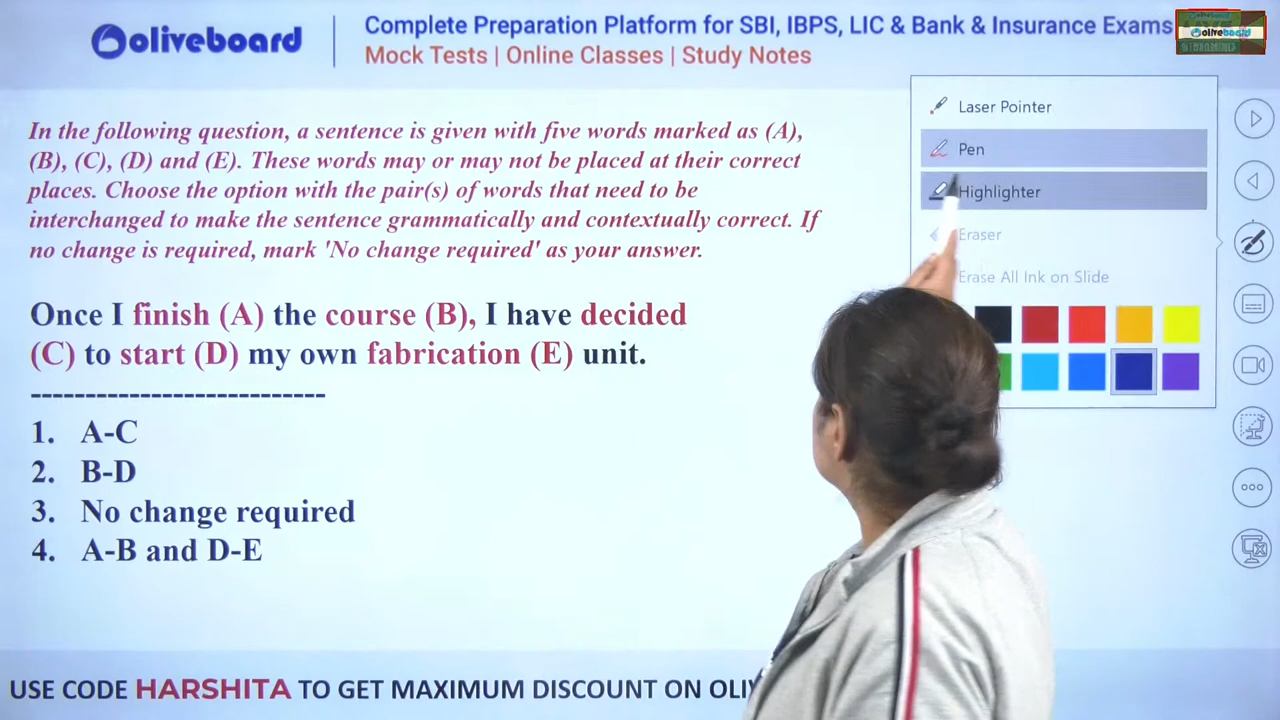 oliveboard
Complete Preparation Platform for SBI, IBPS, LIC & Bank & Insurance Exams
Mock Tests | Online Classes | Study Notes
oliveboard
In the following question, a sentence is given with five words marked as (A),
(B), (C), (D) and (E). These words may or may not be placed at their correct
places. Choose the option with the pair(s) of words that need to be
interchanged to make the sentence grammatically and contextually correct. If
no change is required, mark 'No change required' as your answer.
Once I finish (A) the course (B), I have decided
(C) to start (D) my own fabrication (E) unit.
---------------------------
1. A-C
2. B-D
3. No change required
4. A-B and D-E
Laser Pointer
Pen
Highlighter
Eraser
Erase All Ink on Slide
USE CODE HARSHITA TO GET MAXIMUM DISCOUNT ON